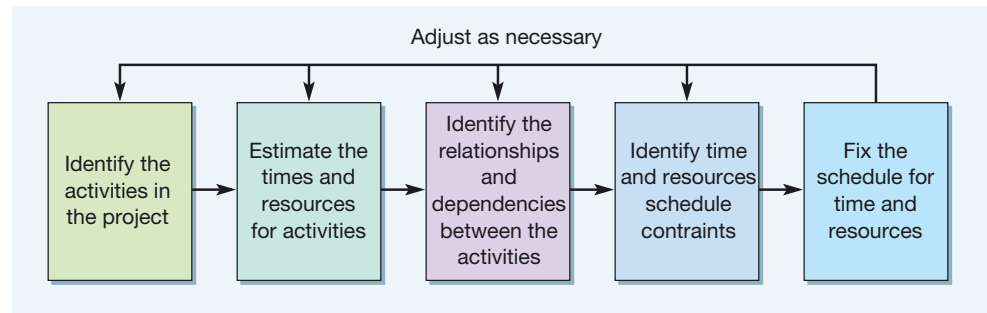 Adjust as necessary
Identify the
activities in
the project
Estimate the
times and
resources
for activities
Identify the
relationships
and
dependencies
between the
activities
Identify time
and resources
schedule
contraints
Fix the
schedule for
time and
resources